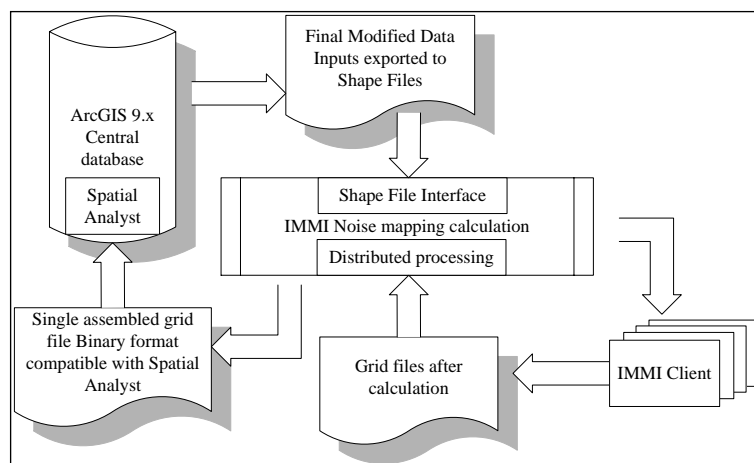 ArcGIS 9.x
Central
database
Spatial
Analyst
Final Modified Data
Inputs exported to
Shape Files
Shape File Interface
IMMI Noise mapping calculation
Distributed processing
Single assembled grid
file Binary format
compatible with Spatial
Analyst
Grid files after
calculation
IMMI Client